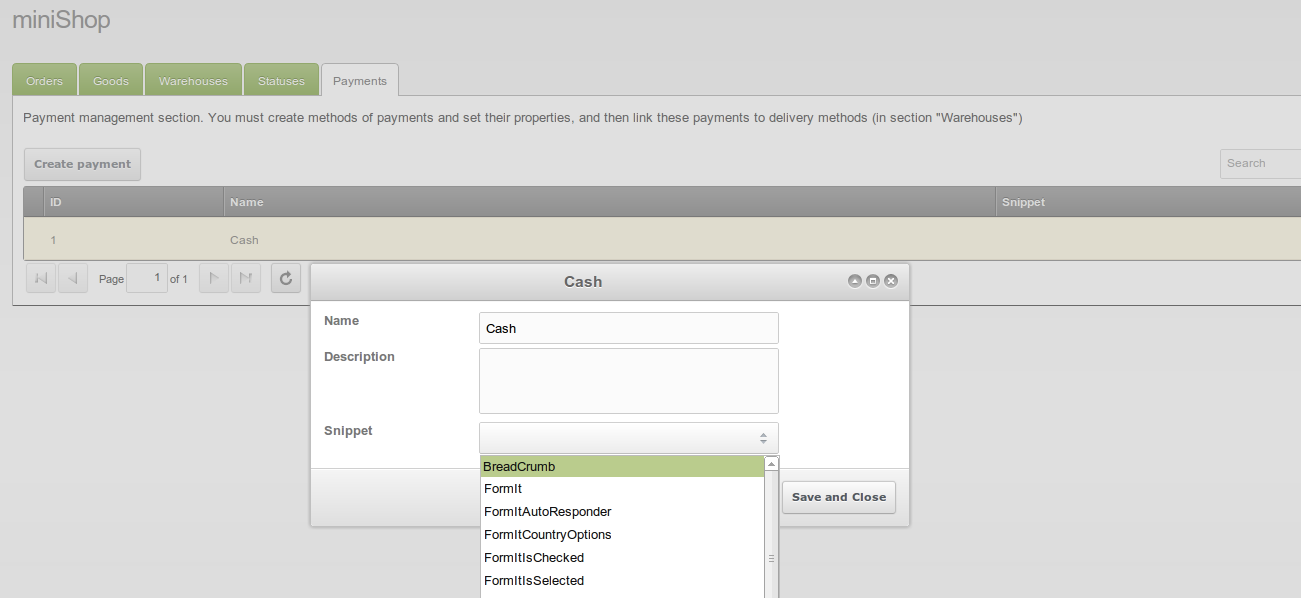 miniShop
Orders Goods Warehouses Statuses Payments
Payment management section. You must create methods of payments and set their properties, and then link these payments to delivery methods (in section "Warehouses")
Create payment Search
ID Name Snippet
1 Cash
Page 1 of 1
Cash
Name Cash
Description
Snippet
BreadCrumb
FormIt
Save and Close
FormItAutoResponder
FormItCountryOptions
FormItIsChecked
FormItIsSelected